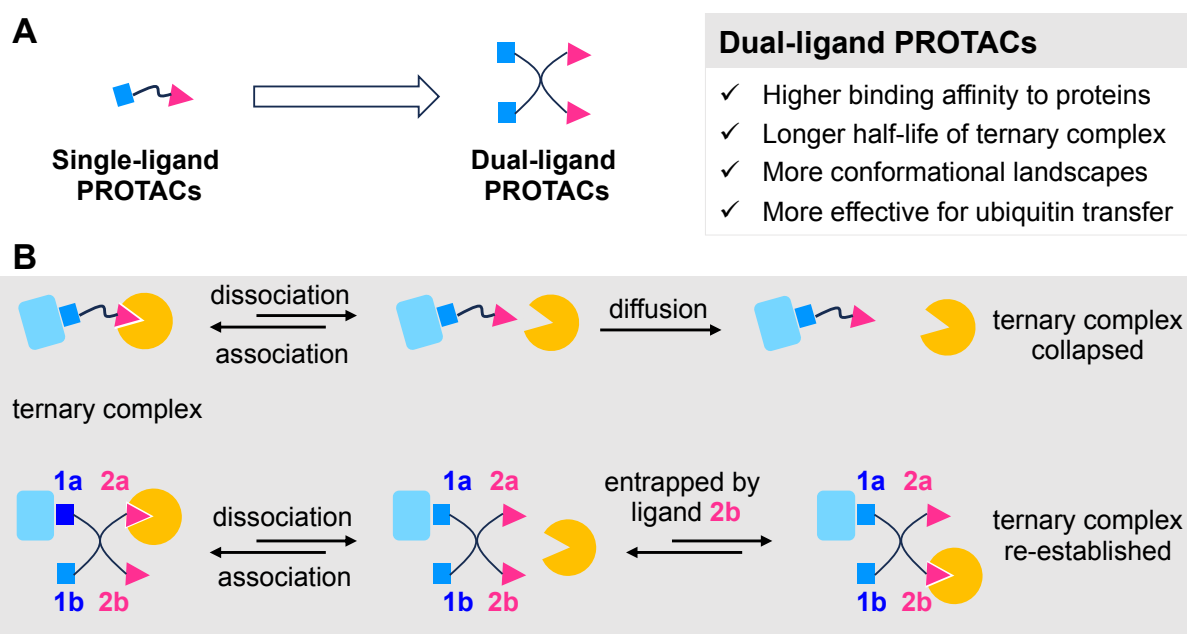 A
Single-ligand
PROTACs
Dual-ligand
PROTACs
Dual-ligand PROTACs
✓ Higher binding affinity to proteins
✓ Longer half-life of ternary complex
✓ More conformational landscapes
✓ More effective for ubiquitin transfer
B
dissociation
association
diffusion
ternary complex
collapsed
ternary complex
1a 2a
1b 2b
dissociation
association
1a 2a
1b 2b
entrapped by
ligand 2b
1a 2a
1b 2b
ternary complex
re-established